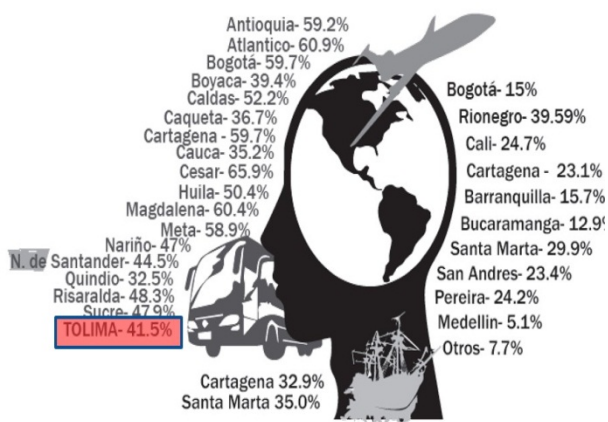 Antioquia- 59.2%
Atlantico- 60.9%
Bogotá- 59.7%
Boyaca- 39.4%
Caldas- 52.2%
Caqueta- 36.7%
Cartagena - 59.7%
Cauca- 35.2%
Cesar- 65.9%
Huila- 50.4%
Magdalena- 60.4%
Meta- 58.9%
Nariño- 47%
N. de Santander- 44.5%
Quindio- 32.5%
Risaralda- 48.3%
Sucre- 47.9%
TOLIMA- 41.5%
Bogotá- 15%
Rionegro- 39.59%
Cali- 24.7%
Cartagena - 23.1%
Barranquilla- 15.7%
Bucaramanga- 12.9%
Santa Marta- 29.9%
San Andres- 23.4%
Pereira- 24.2%
Medellin- 5.1%
Otros- 7.7%
Cartagena 32.9%
Santa Marta 35.0%